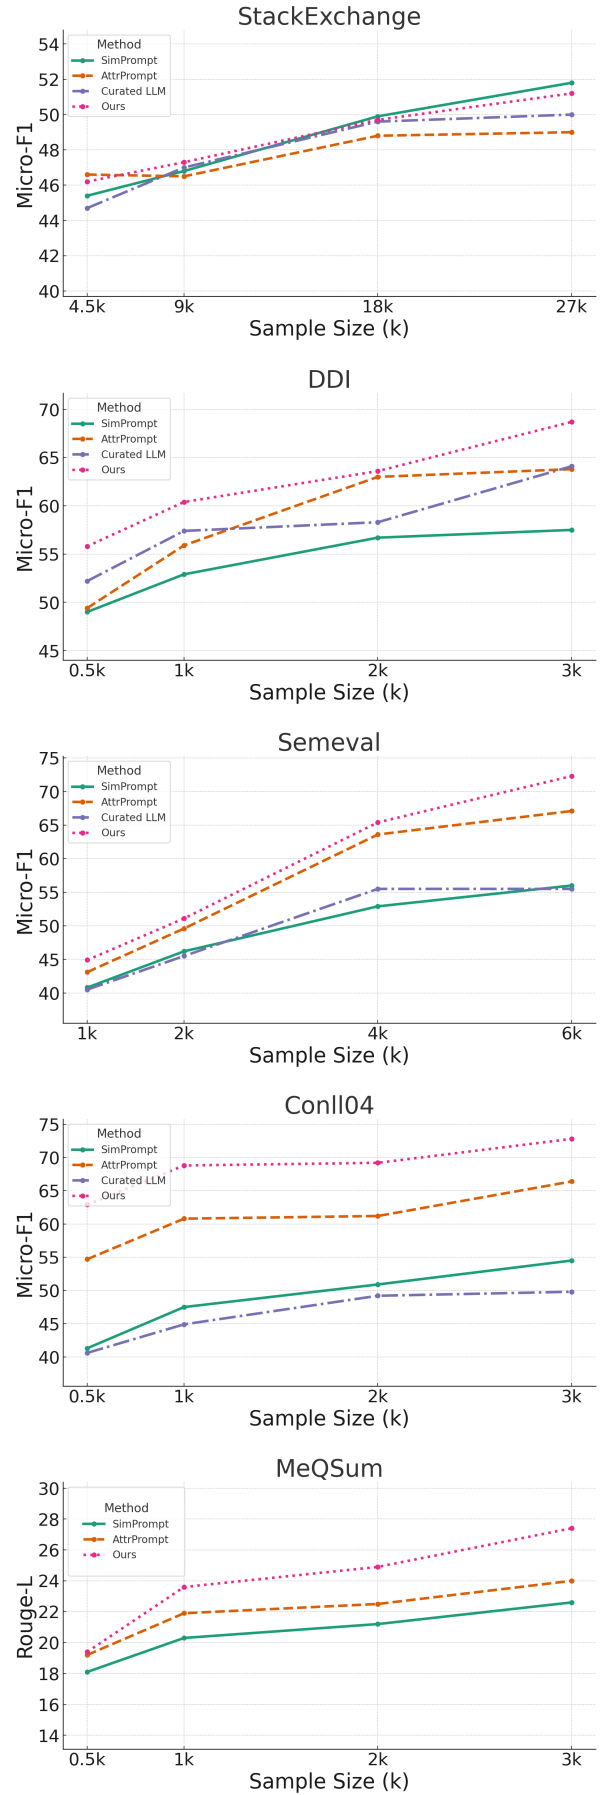 StackExchange
Micro-F1
54
52
50
48
46
44
42
40
Method
SimPrompt
AttrPrompt
Curated LLM
Ours
4.5k 9k 18k 27k
Sample Size (k)
DDI
Micro-F1
70
65
60
55
50
45
Method
SimPrompt
AttrPrompt
Curated LLM
Ours
0.5k 1k 2k 3k
Sample Size (k)
Semeval
Micro-F1
75
70
65
60
55
50
45
40
Method
SimPrompt
AttrPrompt
Curated LLM
Ours
1k 2k 4k 6k
Sample Size (k)
Conll04
Micro-F1
75
70
65
60
55
50
45
40
Method
SimPrompt
AttrPrompt
Curated LLM
Ours
0.5k 1k 2k 3k
Sample Size (k)
MeQSum
Rouge-L
30
28
26
24
22
20
18
16
14
Method
SimPrompt
AttrPrompt
Ours
0.5k 1k 2k 3k
Sample Size (k)